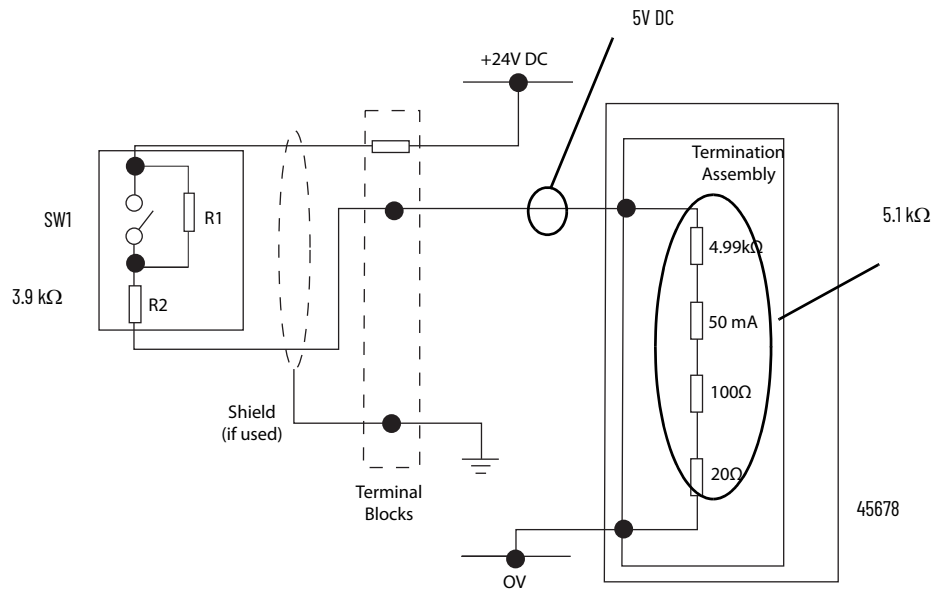 5V DC
+24V DC
Termination
Assembly
SW1
R1
5.1 kΩ
4.99kΩ
3.9 kΩ
R2
50 mA
100Ω
Shield
(if used)
20Ω
Terminal
Blocks
45678
OV